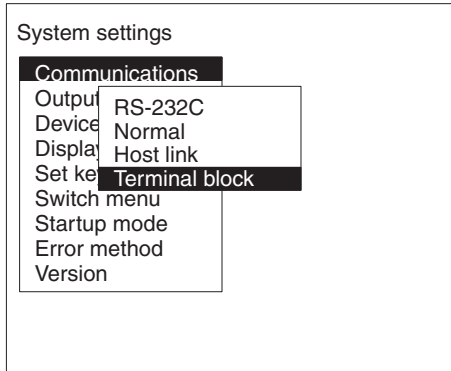 System settings
Communications
Output
Device
Display
Set key
Switch menu
Startup mode
Error method
Version
RS-232C
Normal
Host link
Terminal block